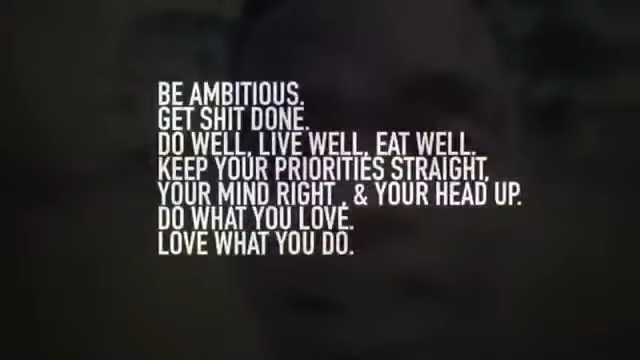 BE AMBITIOUS.
GET SHIT DONE.
DO WELL, LIVE WELL, EAT WELL.
KEEP YOUR PRIORITIES STRAIGHT,
YOUR MIND RIGHT , & YOUR HEAD UP.
DO WHAT YOU LOVE.
LOVE WHAT YOU DO.